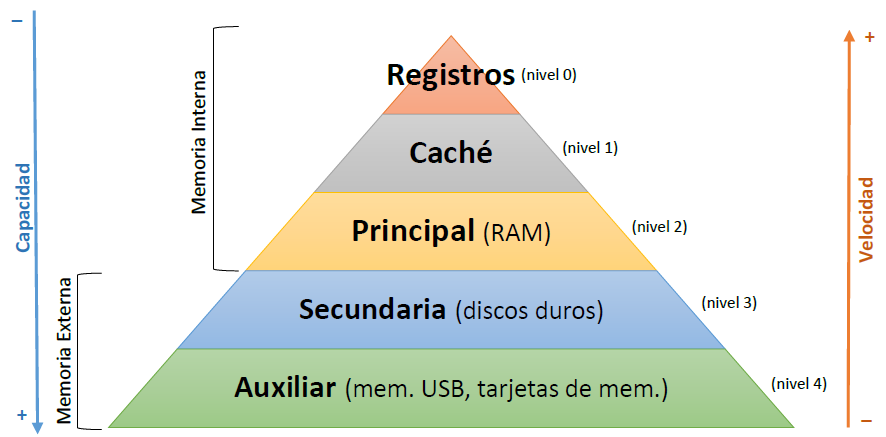 −
+
Capacidad
Memoria Interna
Memoria Externa
Registros (nivel 0)
Caché (nivel 1)
Principal (RAM) (nivel 2)
Secundaria (discos duros) (nivel 3)
Auxiliar (mem. USB, tarjetas de mem.) (nivel 4)
+
Velocidad
−